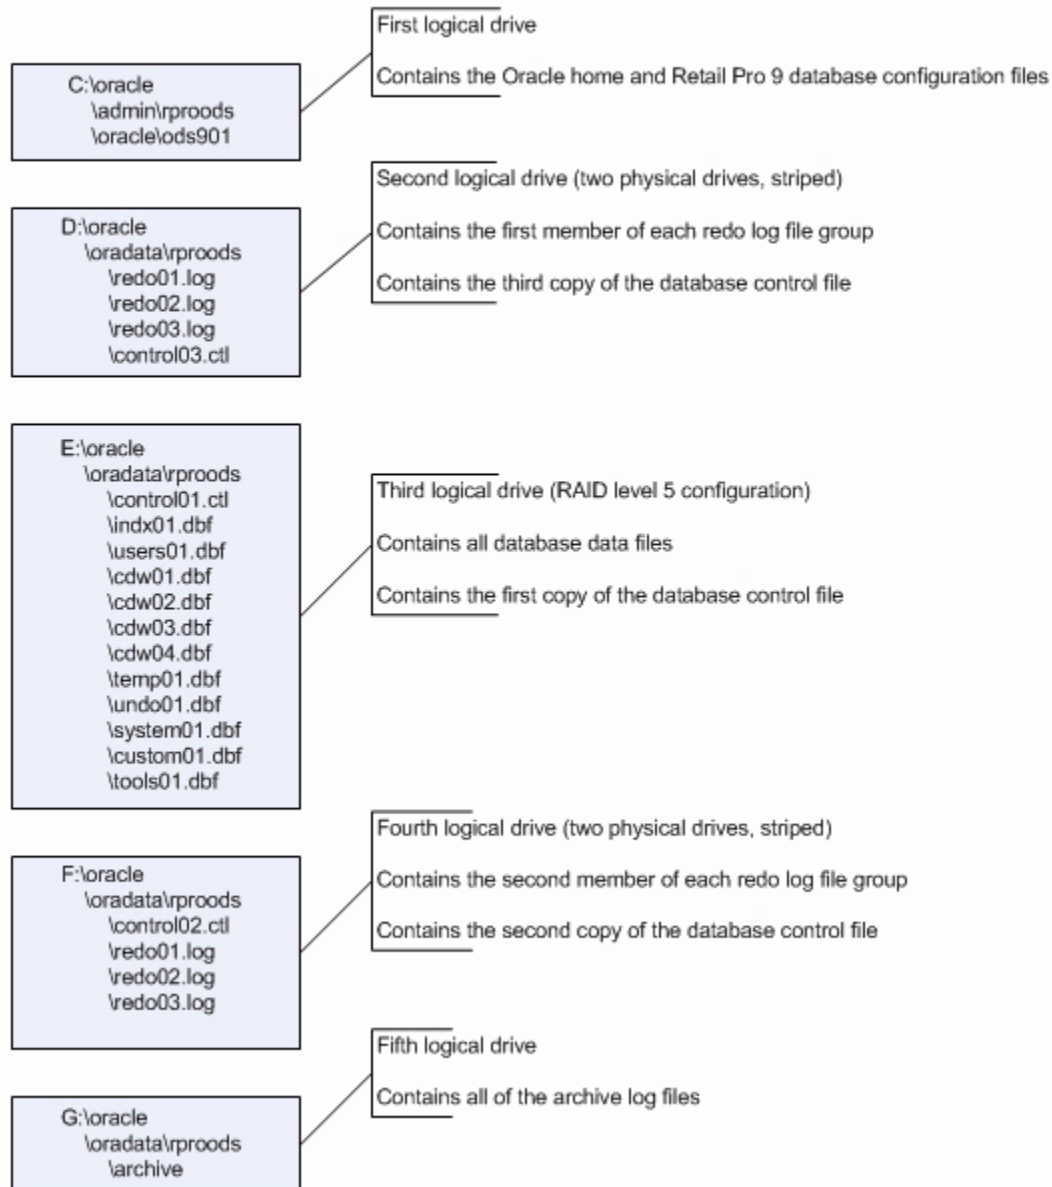 First logical drive
Contains the Oracle home and Retail Pro 9 database configuration files
C:\oracle
\admin\rproods
\oracle\ods901
Second logical drive (two physical drives, striped)
Contains the first member of each redo log file group
Contains the third copy of the database control file
D:\oracle
\oradata\rproods
\redo01.log
\redo02.log
\redo03.log
\control03.ctl
Third logical drive (RAID level 5 configuration)
Contains all database data files
Contains the first copy of the database control file
E:\oracle
\oradata\rproods
\control01.ctl
\indx01.dbf
\users01.dbf
\cdw01.dbf
\cdw02.dbf
\cdw03.dbf
\cdw04.dbf
\temp01.dbf
\undo01.dbf
\system01.dbf
\custom01.dbf
\tools01.dbf
Fourth logical drive (two physical drives, striped)
Contains the second member of each redo log file group
Contains the second copy of the database control file
F:\oracle
\oradata\rproods
\control02.ctl
\redo01.log
\redo02.log
\redo03.log
Fifth logical drive
Contains all of the archive log files
G:\oracle
\oradata\rproods
\archive